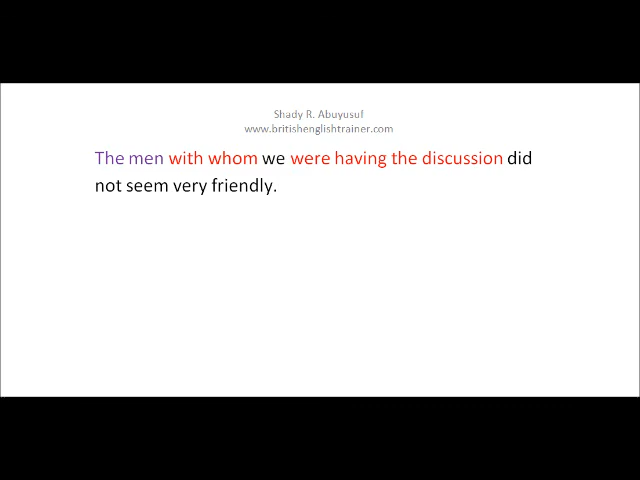 Shady R. Abuyusuf
www.britishenglishtrainer.com
The men with whom we were having the discussion did
not seem very friendly.